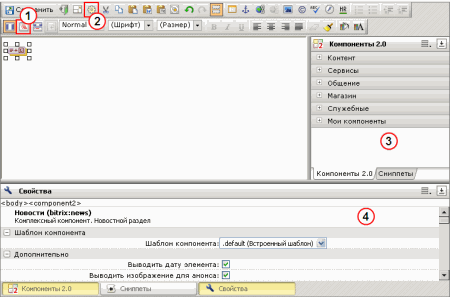 Сохранить
1
2
HR
Normal
(Шрифт)
(Размер)
B I U
Компоненты 2.0
Контент
Сервисы
Общение
Магазин
Служебные
Мои компоненты
3
Компоненты 2.0 Сниппеты
Свойства
<body><component2>
Новости (bitrix:news)
Комплексный компонент. Новостной раздел
4
Шаблон компонента
Шаблон компонента: .default (Встроенный шаблон)
Дополнительно
Выводить дату элемента:
Выводить изображение для анонса:
Компоненты 2.0 Сниппеты Свойства